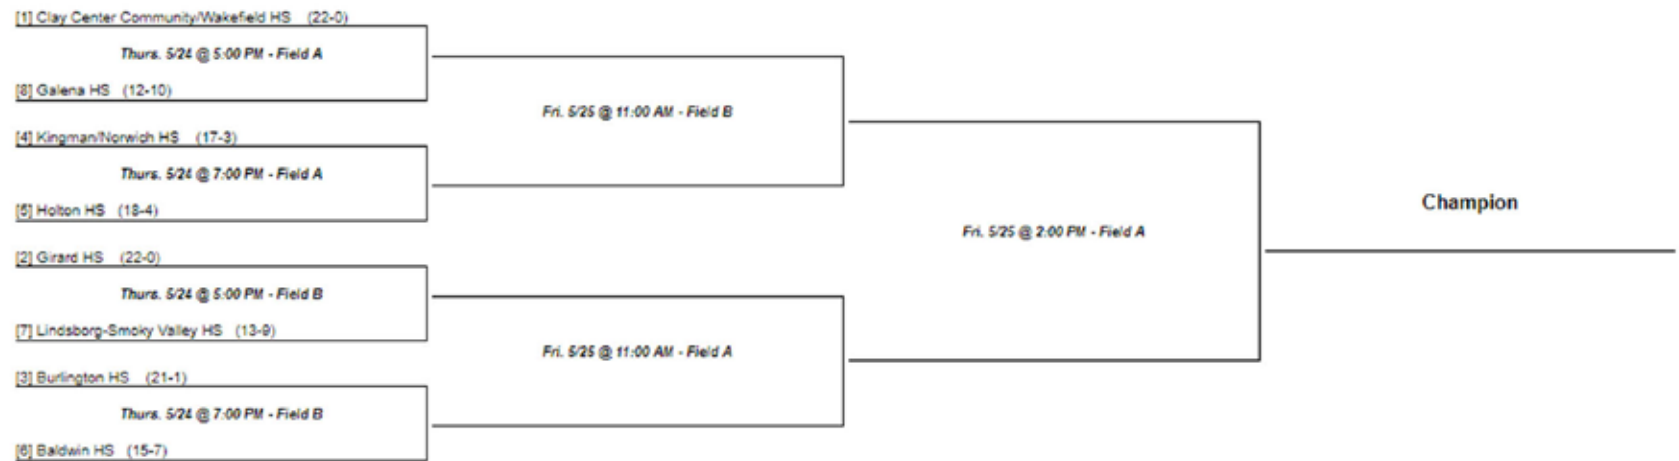 [1] Clay Center Community/Wakefield HS (22-0)
Thurs. 5/24 @ 5:00 PM - Field A
[8] Galena HS (12-10)
[4] Kingman/Norwich HS (17-3)
Thurs. 5/24 @ 7:00 PM - Field A
[5] Holton HS (18-4)
[2] Girard HS (22-0)
Thurs. 5/24 @ 5:00 PM - Field B
[7] Lindsborg-Smoky Valley HS (13-9)
[3] Burlington HS (21-1)
Thurs. 5/24 @ 7:00 PM - Field B
[6] Baldwin HS (15-7)
Fri. 5/25 @ 11:00 AM - Field B
Fri. 5/25 @ 11:00 AM - Field A
Fri. 5/25 @ 2:00 PM - Field A
Champion